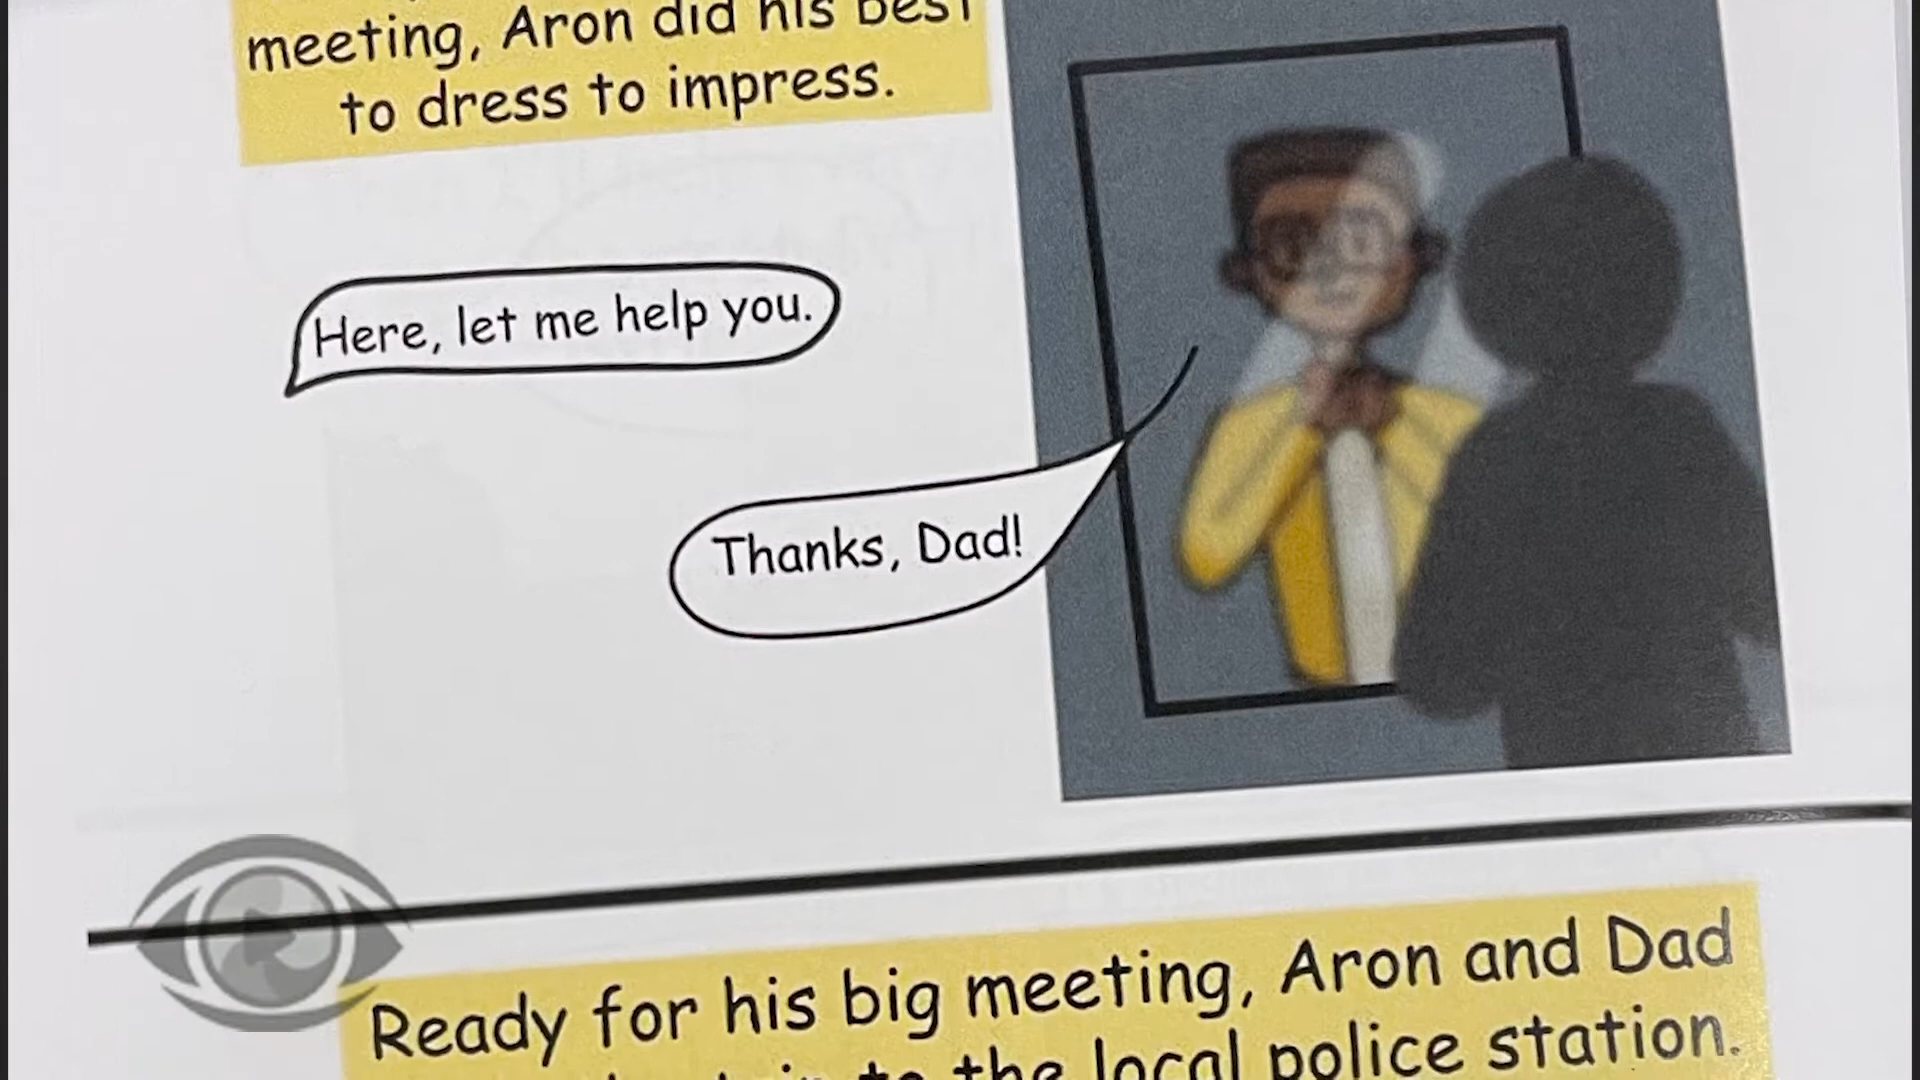 meeting, Aron did his best
to dress to impress.
Here, let me help you.
Thanks, Dad!
Ready for his big meeting, Aron and Dad
to the local police station.